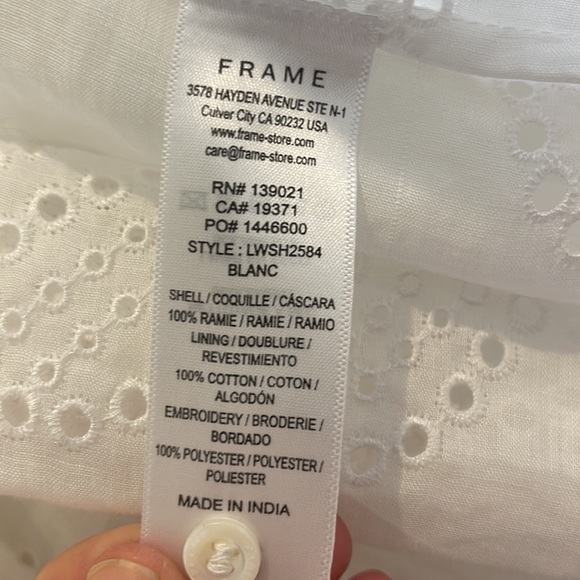 FRAME
3578 HAYDEN AVENUE STE N-1
Culver City CA 90232 USA
www.frame-store.com
care@frame-store.com
RN# 139021
CA# 19371
PO# 1446600
STYLE : LWSH2584
BLANC
SHELL / COQUILLE / CÁSCARA
100% RAMIE / RAMIE / RAMIO
LINING / DOUBLURE /
REVESTIMIENTO
100% COTTON / COTON /
ALGODÓN
EMBROIDERY / BRODERIE /
BORDADO
100% POLYESTER / POLYESTER /
POLIESTER
MADE IN INDIA